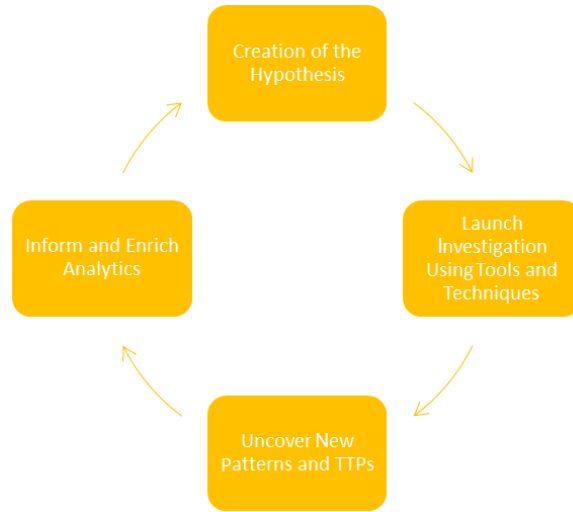 Creation of the
Hypothesis
Launch
Investigation
Using Tools and
Techniques
Uncover New
Patterns and TTPs
Inform and Enrich
Analytics